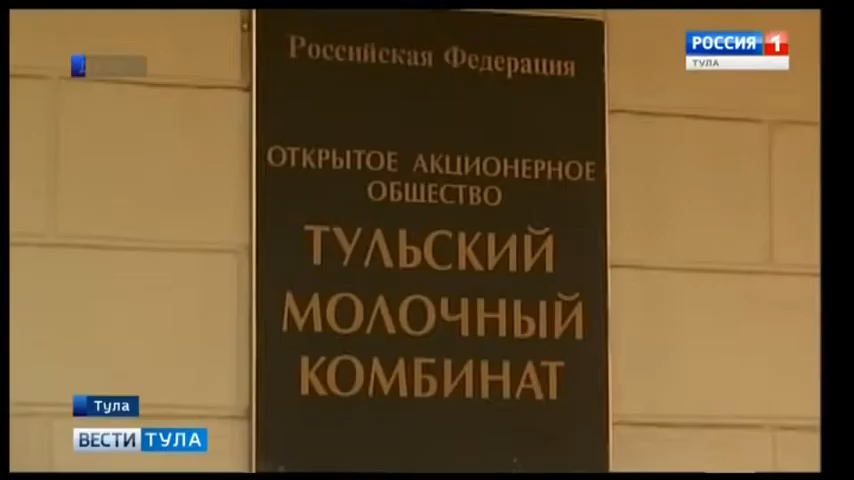 РОССИЯ 1
ТУЛА
Российская Федерация
ОТКРЫТОЕ АКЦИОНЕРНОЕ
ОБЩЕСТВО
ТУЛЬСКИЙ
МОЛОЧНЫЙ
КОМБИНАТ
Тула
ВЕСТИ ТУЛА